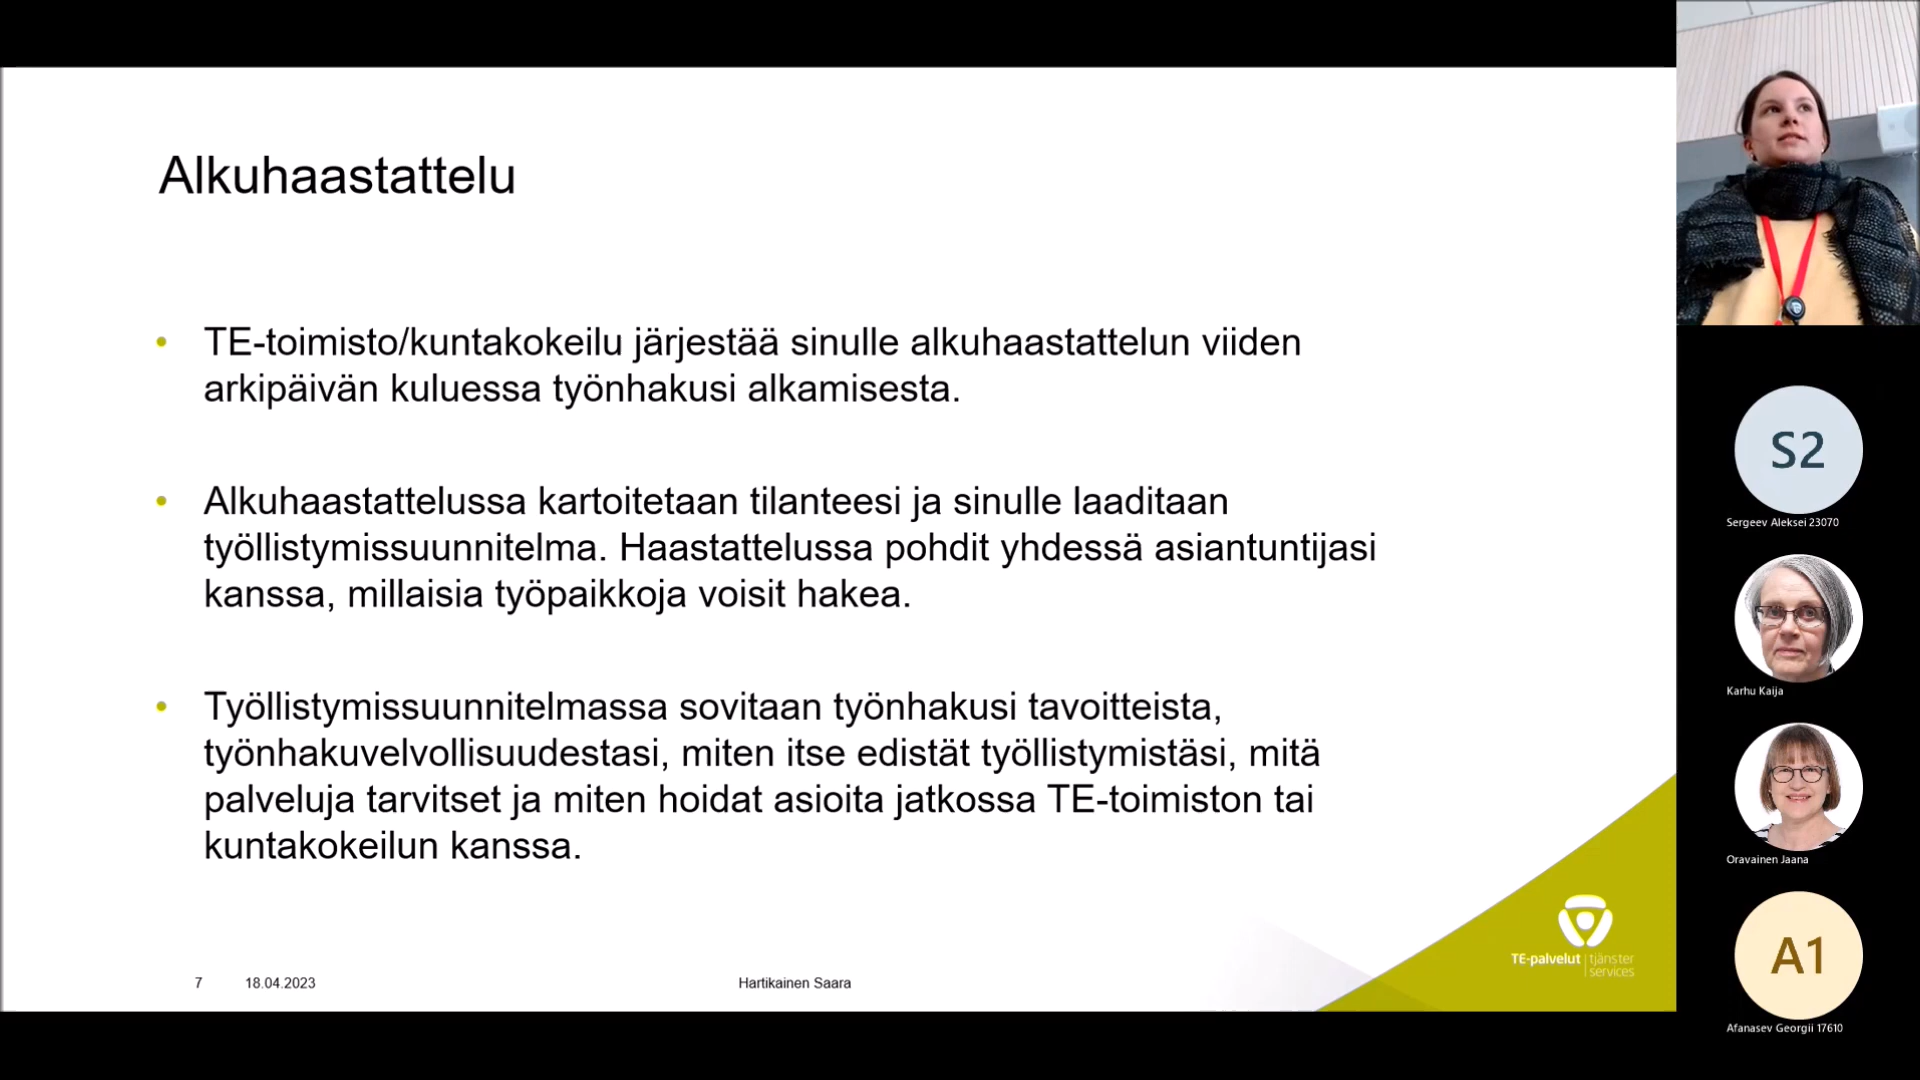 Alkuhaastattelu
• TE-toimisto/kuntakokeilu järjestää sinulle alkuhaastattelun viiden
arkipäivän kuluessa työnhakusi alkamisesta.
• Alkuhaastattelussa kartoitetaan tilanteesi ja sinulle laaditaan
työllistymissuunnitelma. Haastattelussa pohdit yhdessä asiantuntijasi
kanssa, millaisia työpaikkoja voisit hakea.
• Työllistymissuunnitelmassa sovitaan työnhakusi tavoitteista,
työnhakuvelvollisuudestasi, miten itse edistät työllistymistäsi, mitä
palveluja tarvitset ja miten hoidat asioita jatkossa TE-toimiston tai
kuntakokeilun kanssa.
7 18.04.2023 Hartikainen Saara
TE-palvelut tjänster
services
S2
Sergeev Aleksei 23070
Karhu Kaija
Oravainen Jaana
A1
Afanasev Georgii 17610